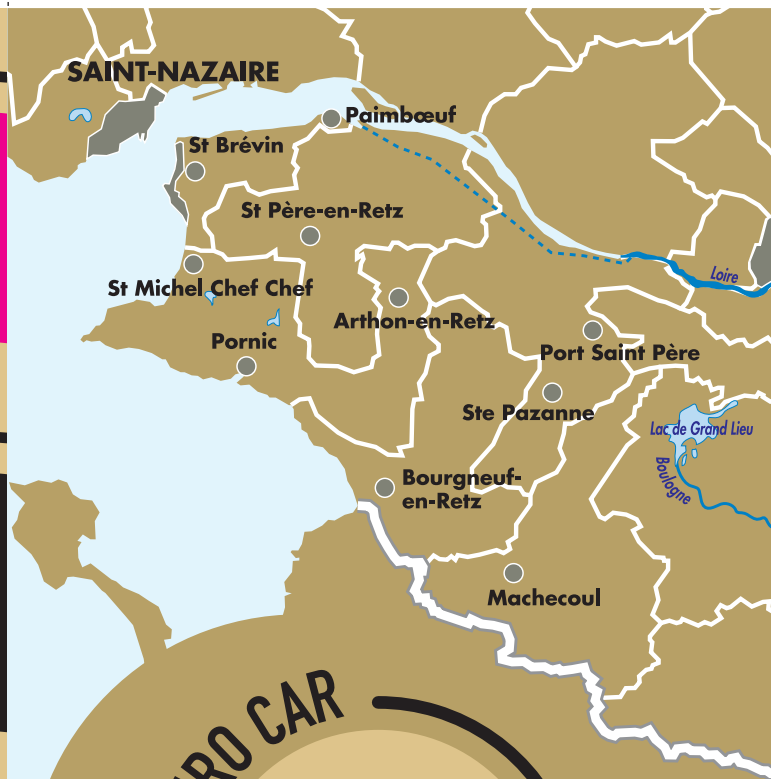 SAINT-NAZAIRE
Paimbœuf
St Brévin
St Père-en-Retz
Loire
St Michel Chef Chef
Arthon-en-Retz
Pornic
Port Saint Père
Ste Pazanne
Lac de Grand Lieu
Boulogne
Bourgneuf-
en-Retz
Machecoul
CAR